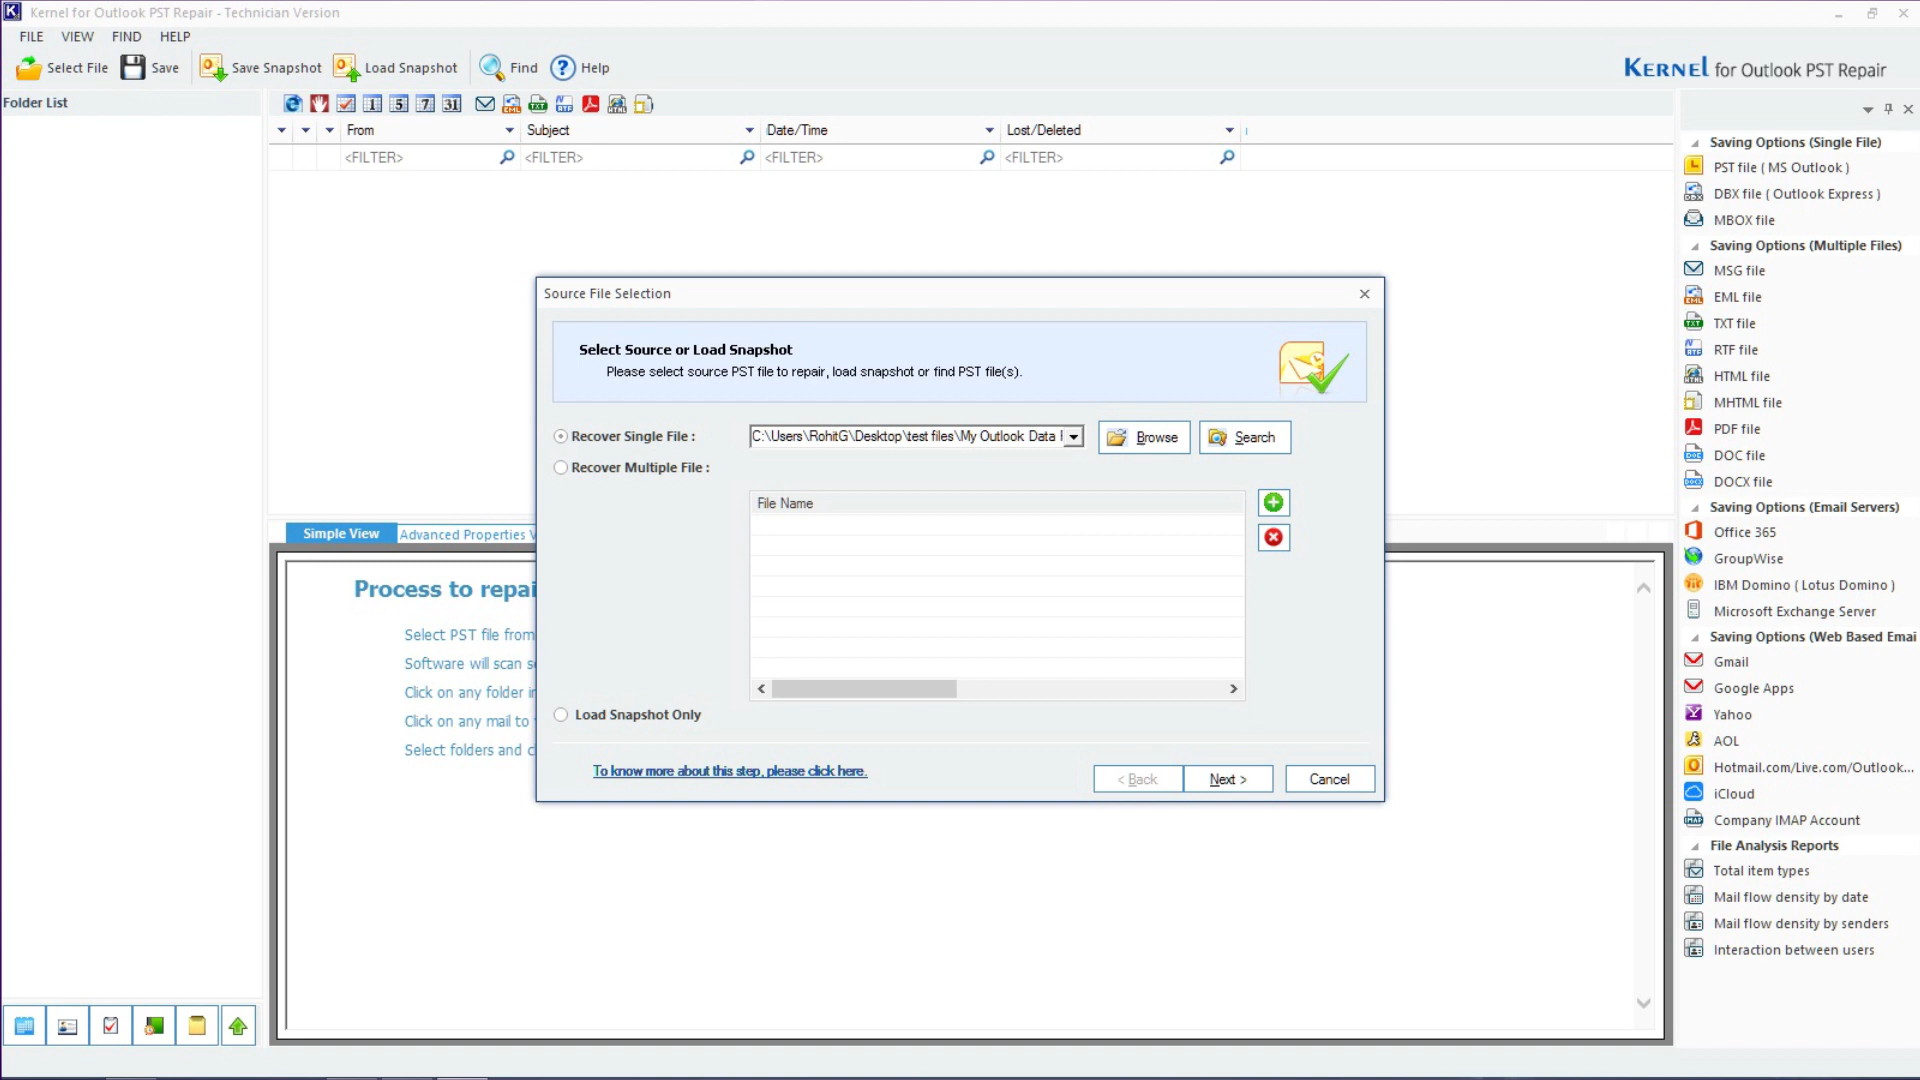 Kernel for Outlook PST Repair - Technician Version
FILE VIEW FIND HELP
Select File Save Save Snapshot Load Snapshot Find Help
KERNEL for Outlook PST Repair
Folder List
From Subject Date/Time Lost/Deleted
<FILTER> <FILTER> <FILTER> <FILTER>
Source File Selection
Select Source or Load Snapshot
Please select source PST file to repair, load snapshot or find PST file(s).
Recover Single File : C:\Users\RohitG\Desktop\test files\My Outlook Data Browse Search
Recover Multiple File :
File Name
Load Snapshot Only
To know more about this step, please click here.
< Back Next > Cancel
Simple View Advanced Properties
Process to repai
Select PST file from
Software will scan
Click on any folder
Click on any mail to
Select folders and
Saving Options (Single File)
PST file ( MS Outlook )
DBX file ( Outlook Express )
MBOX file
Saving Options (Multiple Files)
MSG file
EML file
TXT file
RTF file
HTML file
MHTML file
PDF file
DOC file
DOCX file
Saving Options (Email Servers)
Office 365
GroupWise
IBM Domino ( Lotus Domino )
Microsoft Exchange Server
Saving Options (Web Based Emai
Gmail
Google Apps
Yahoo
AOL
Hotmail.com/Live.com/Outlook...
iCloud
Company IMAP Account
File Analysis Reports
Total item types
Mail flow density by date
Mail flow density by senders
Interaction between users